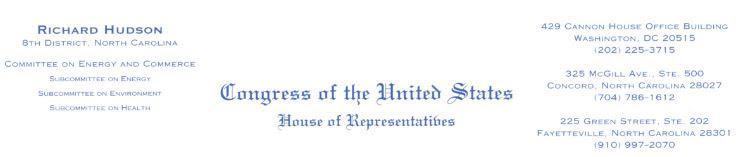 RICHARD HUDSON
8TH DISTRICT, NORTH CAROLINA
COMMITTEE ON ENERGY AND COMMERCE
SUBCOMMITTEE ON ENERGY
SUBCOMMITTEE ON ENVIRONMENT
SUBCOMMITTEE ON HEALTH
Congress of the United States
House of Representatives
429 CANNON HOUSE OFFICE BUILDING
WASHINGTON, DC 20515
(202) 225-3715
325 MCGILL AVE., STE. 500
CONCORD, NORTH CAROLINA 28027
(704) 786-1612
225 GREEN STREET, STE. 202
FAYETTEVILLE, NORTH CAROLINA 28301
(910) 997-2070